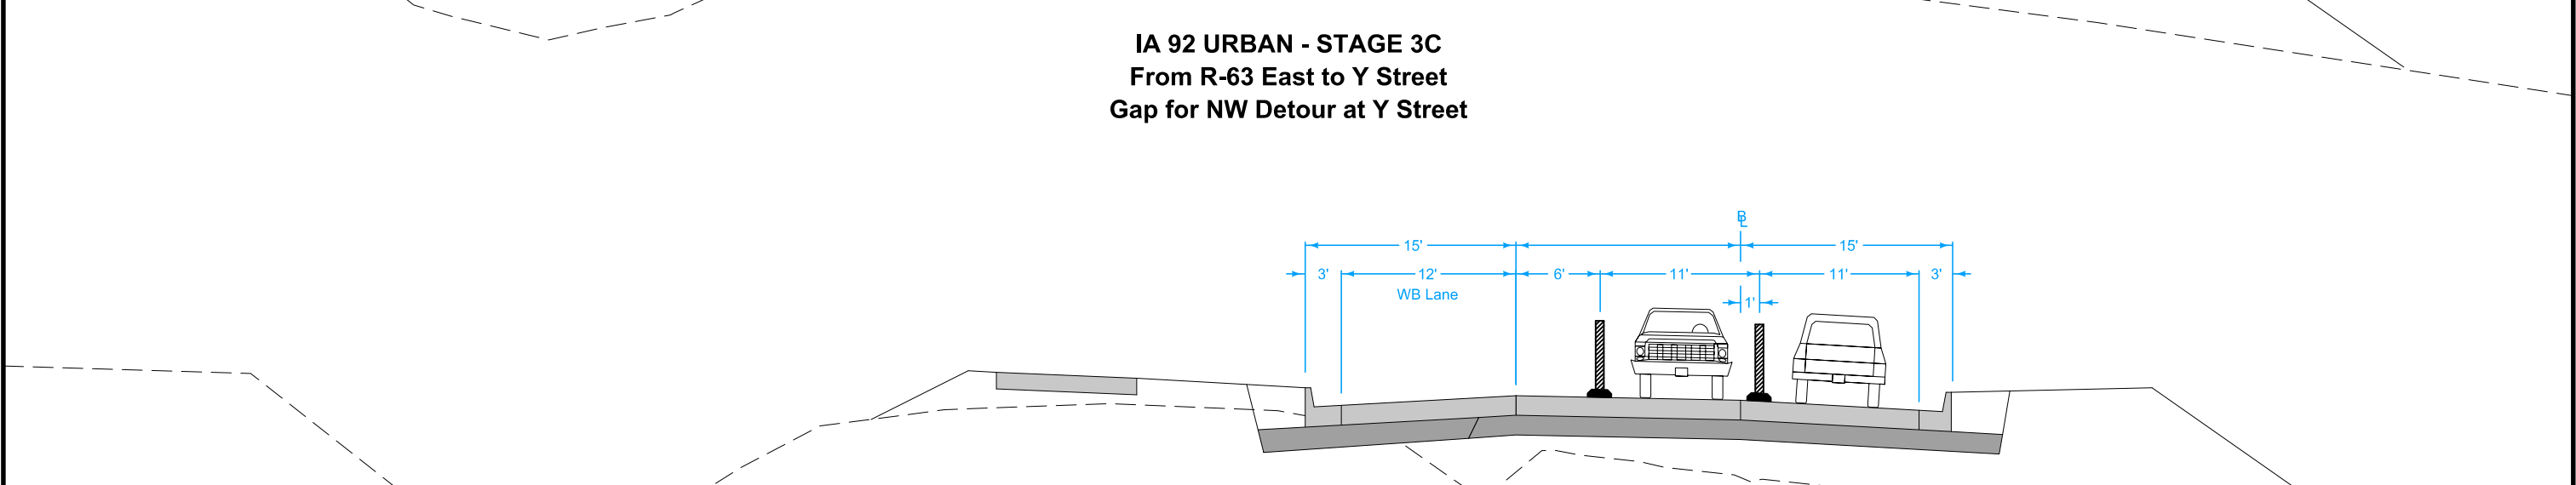 IA 92 URBAN - STAGE 3C
From R-63 East to Y Street
Gap for NW Detour at Y Street
BL
15' 15'
3' 12' 6' 11' 11' 3'
WB Lane 1'